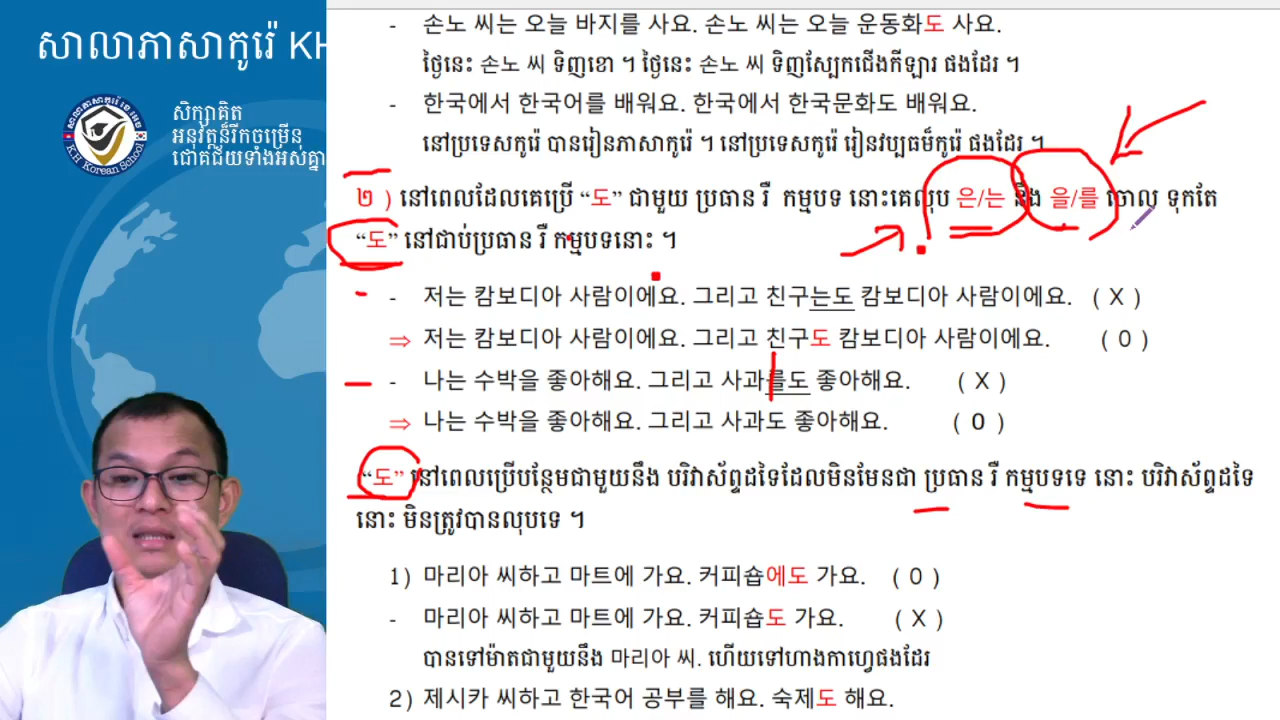 សាលាភាសាកូរ៉េ KH
សិក្សាគិត
អនុវត្តន៍រីកចម្រើន
ជោគជ័យទាំងអស់គ្នា
K.H Korean School
- 손노 씨는 오늘 바지를 사요. 손노 씨는 오늘 운동화도 사요.
ថ្ងៃនេះ 손노 씨 ទិញខោ ។ ថ្ងៃនេះ 손노 씨 ទិញស្បែកជើងកីឡារ ផងដែរ ។
- 한국에서 한국어를 배워요. 한국에서 한국문화도 배워요.
នៅប្រទេសកូរ៉េ បានរៀនភាសាកូរ៉េ ។ នៅប្រទេសកូរ៉េ រៀនវប្បធម៌កូរ៉េ ផងដែរ ។
២ ) នៅពេលដែលគេប្រើ “도” ជាមួយ ប្រធាន រឺ កម្មបទ នោះគេលុប 은/는 នឹង 을/를 ចោល ទុកតែ
“도” នៅជាប់ប្រធាន រឺ កម្មបទនោះ ។
- 저는 캄보디아 사람이에요. 그리고 친구는도 캄보디아 사람이에요. ( X )
⇒ 저는 캄보디아 사람이에요. 그리고 친구도 캄보디아 사람이에요. ( O )
- 나는 수박을 좋아해요. 그리고 사과를도 좋아해요. ( X )
⇒ 나는 수박을 좋아해요. 그리고 사과도 좋아해요. ( O )
“도” នៅពេលប្រើបន្ថែមជាមួយនឹង បរិវាស័ព្ទដទៃដែលមិនមែនជា ប្រធាន រឺ កម្មបទទេ នោះ បរិវាស័ព្ទដទៃ
នោះ មិនត្រូវបានលុបទេ ។
1) 마리아 씨하고 마트에 가요. 커피숍에도 가요. ( O )
- 마리아 씨하고 마트에 가요. 커피숍도 가요. ( X )
បានទៅម៉ាតជាមួយនឹង 마리아 씨. ហើយទៅហាងកាហ្វេផងដែរ
2) 제시카 씨하고 한국어 공부를 해요. 숙제도 해요.